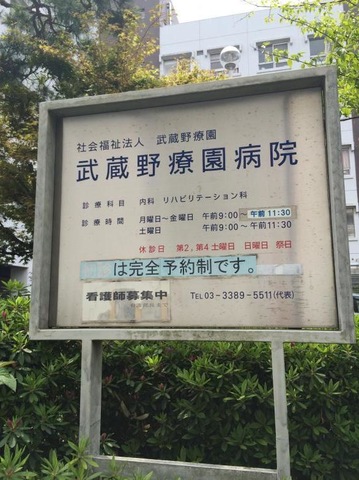 社会福祉法人 武蔵野療園
武蔵野療園病院
診療科目 内科 リハビリテーション科
診療時間 月曜日〜金曜日 午前9:00〜午前11:30
土曜日 午前9:00〜午前11:30
休診日 第2,第4土曜日 日曜日 祭日
は完全予約制です。
看護師募集中
TEL 03-3389-5511(代表)